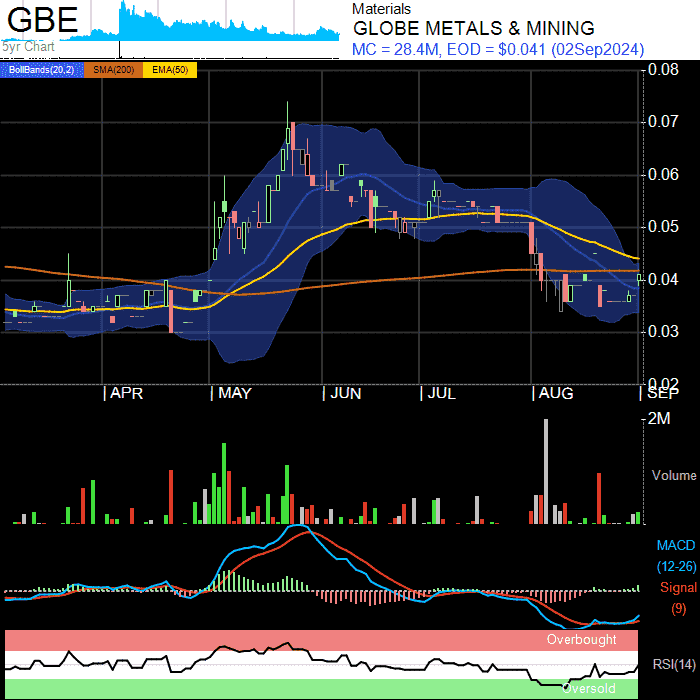 GBE
5yr Chart
Materials
GLOBE METALS & MINING
MC = 28.4M, EOD = $0.041 (02Sep2024)
BollBands(20,2) SMA(200) EMA(50)
0.08
0.07
0.06
0.05
0.04
0.03
0.02
APR MAY JUN JUL AUG SEP
2M
Volume
MACD
(12-26)
Signal
(9)
Overbought
RSI(14)
Oversold